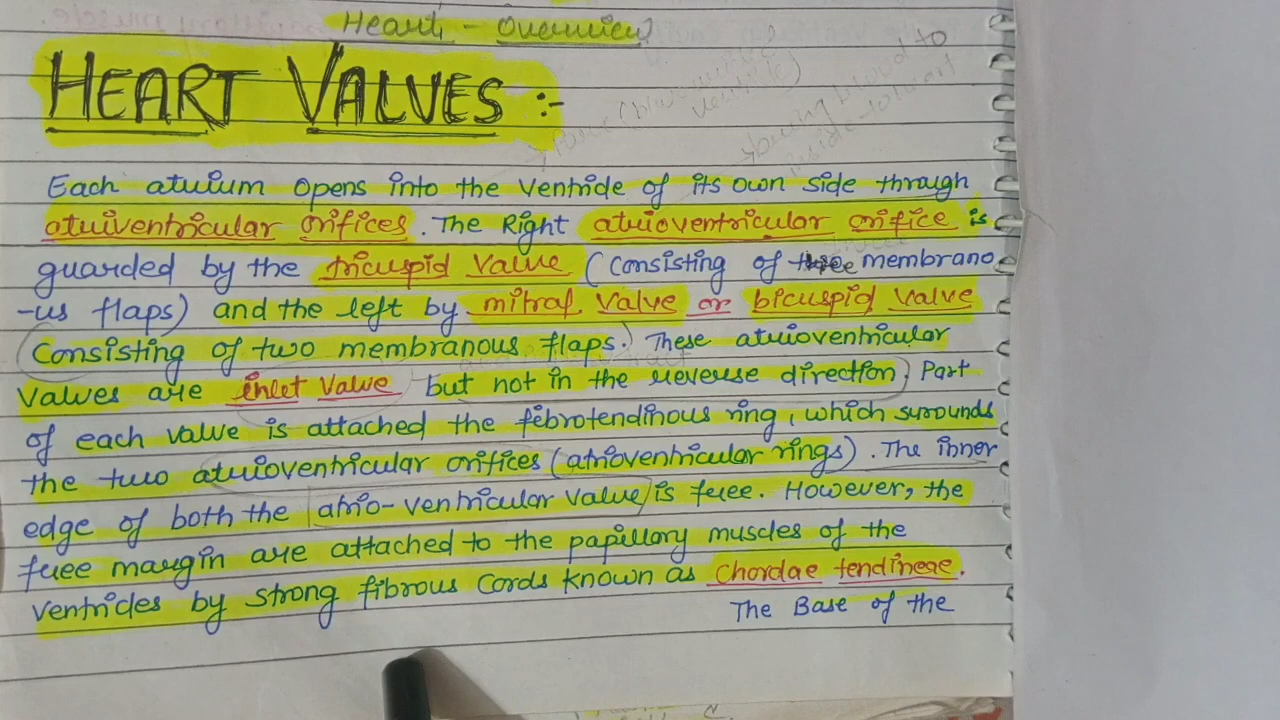 Heart - Overview
HEART VALVES :-
Each atrium opens into the ventricle of its own side through
atrioventricular orifices. The Right atrioventricular orifice is
guarded by the tricuspid valve (consisting of three membrano
-us flaps) and the left by mitral valve or bicuspid valve
(consisting of two membranous flaps.) These atrioventricular
valves are inlet valve but not in the reverse direction) Part
of each valve is attached the febrotendinous ring, which surounds
the two atrioventricular orifices (atrioventricular rings). The inner
edge of both the atrio-ventricular value is free. However, the
free margin are attached to the papillory muscles of the
ventricles by strong fibrous cords known as chordae tendineae.
The Base of the